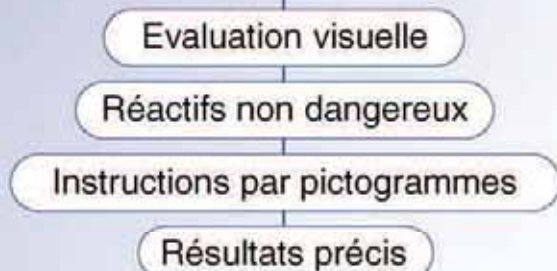 Evaluation visuelle
Réactifs non dangereux
Instructions par pictogrammes
Résultats précis